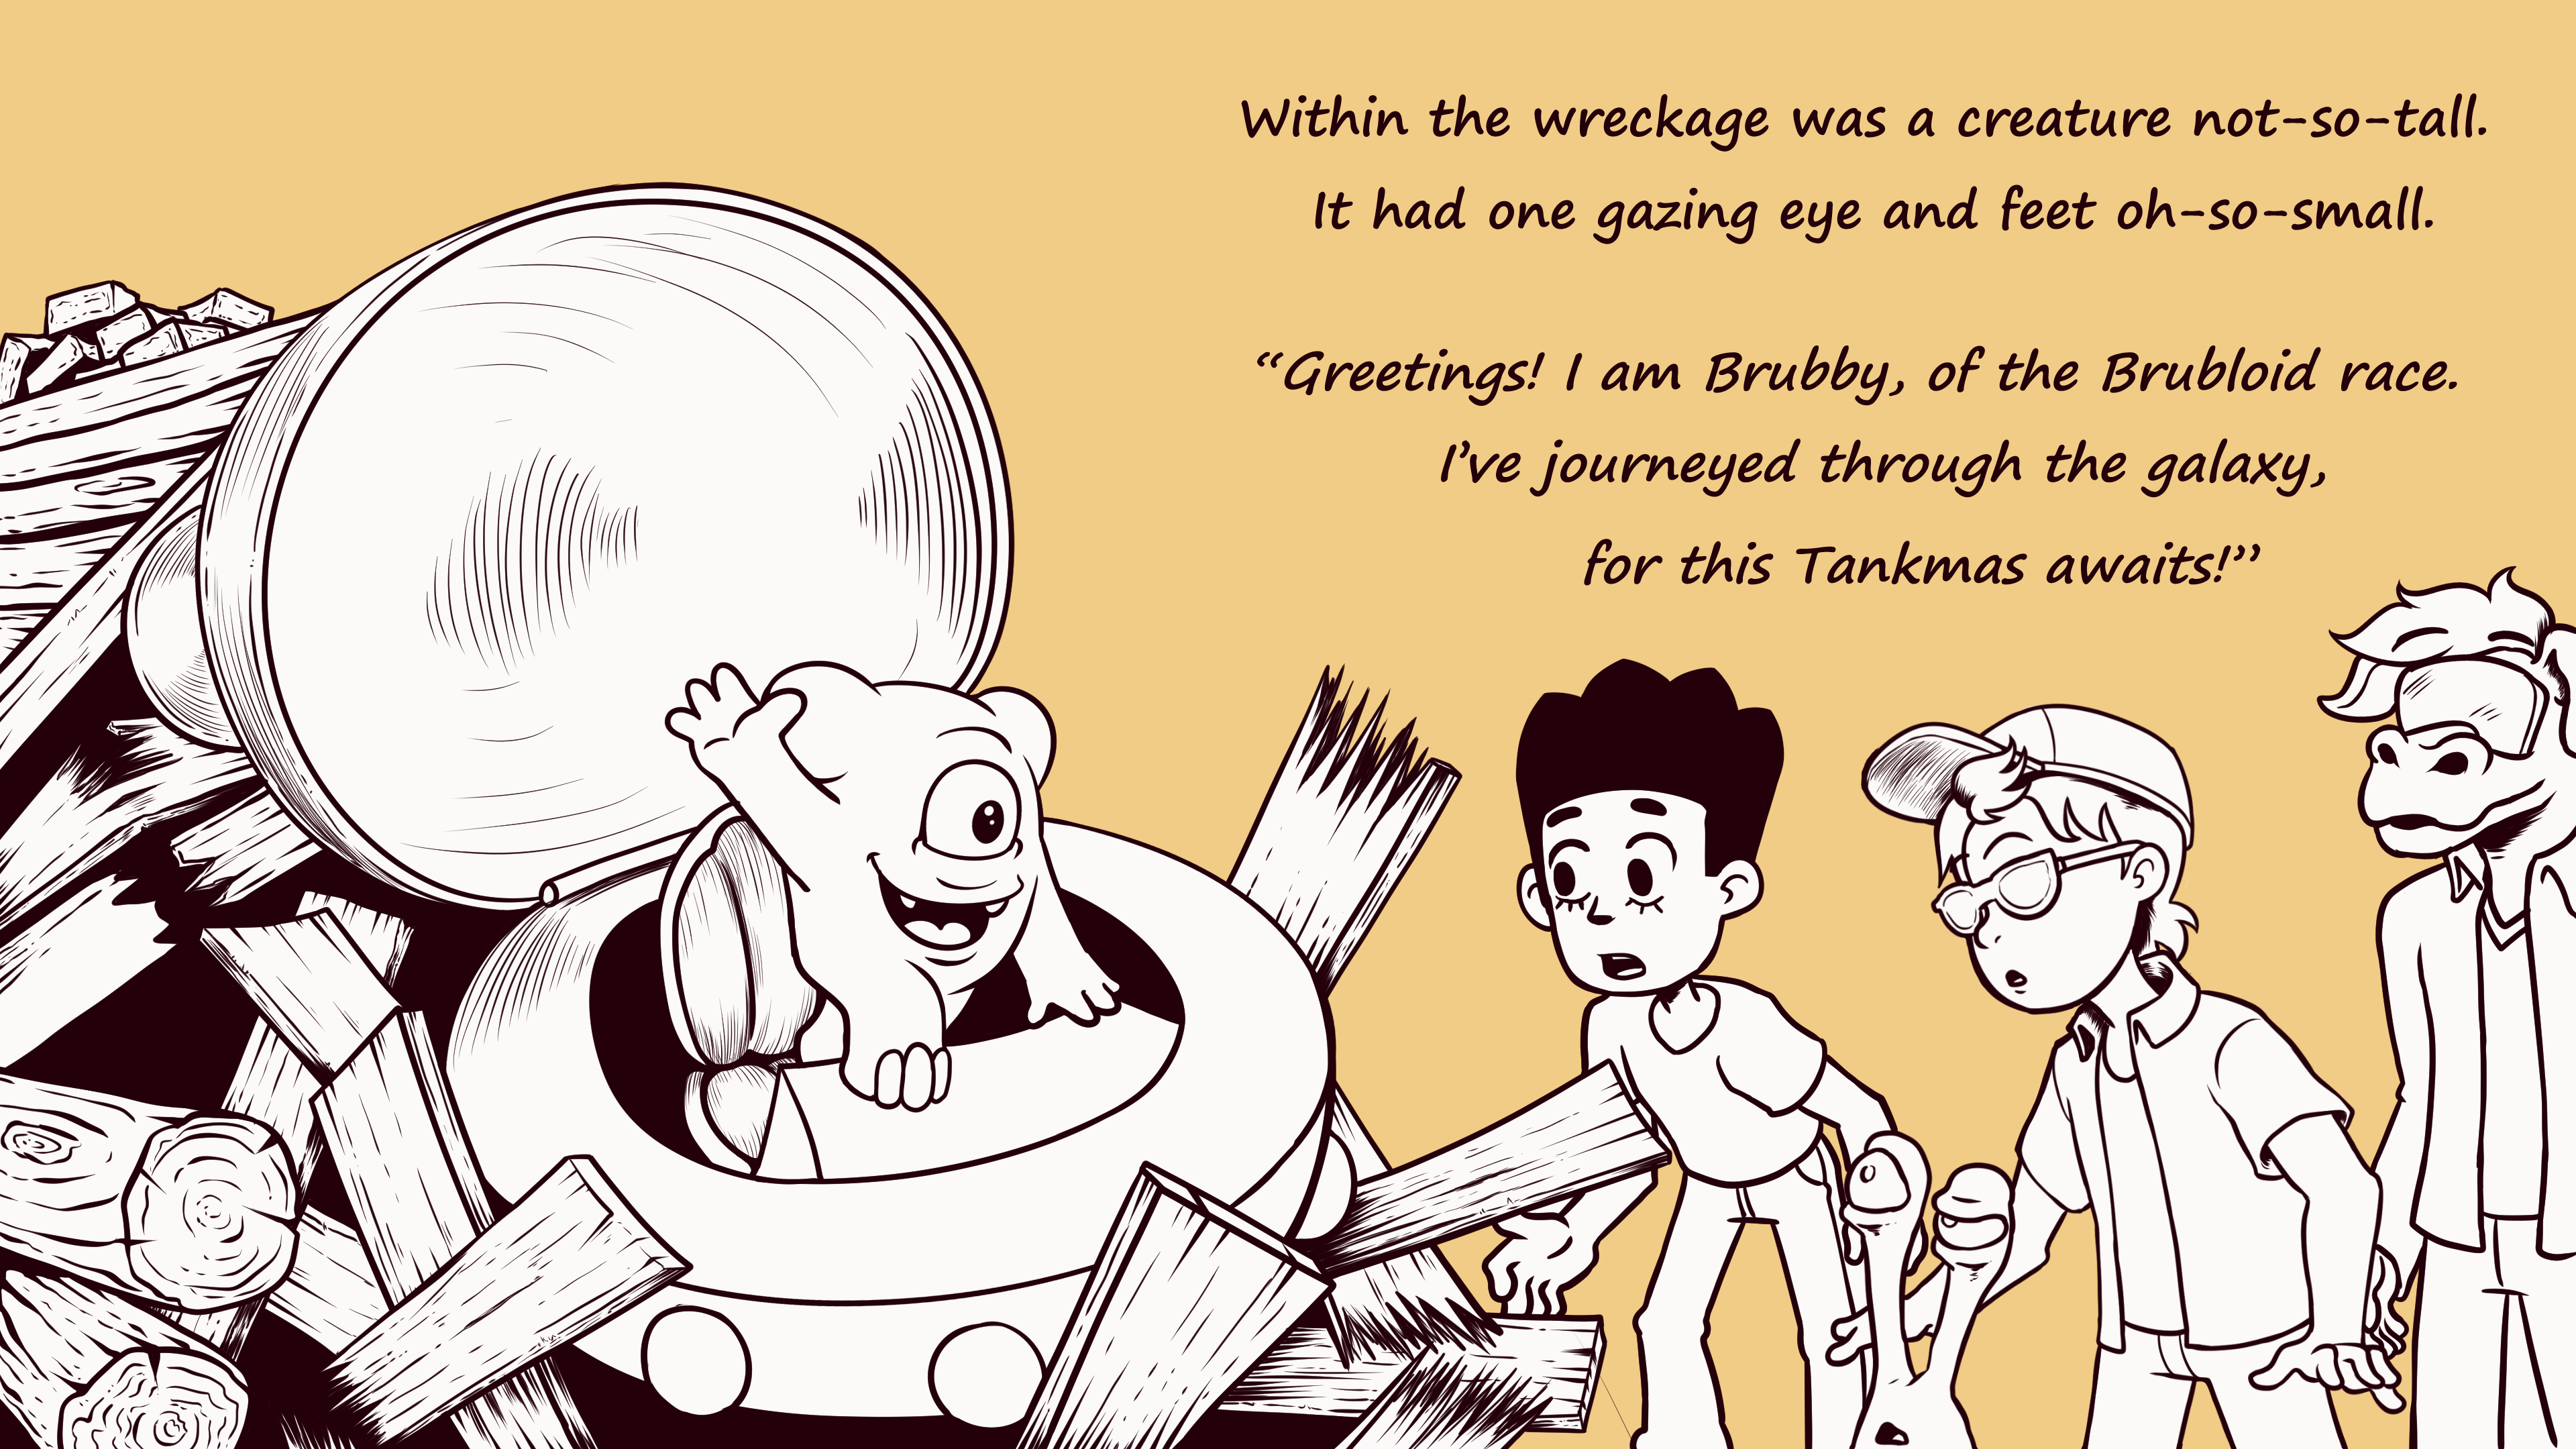 Within the wreckage was a creature not-so-tall.
It had one gazing eye and feet oh-so-small.
“Greetings! I am Brubby, of the Brubloid race.
I’ve journeyed through the galaxy,
for this Tankmas awaits!”